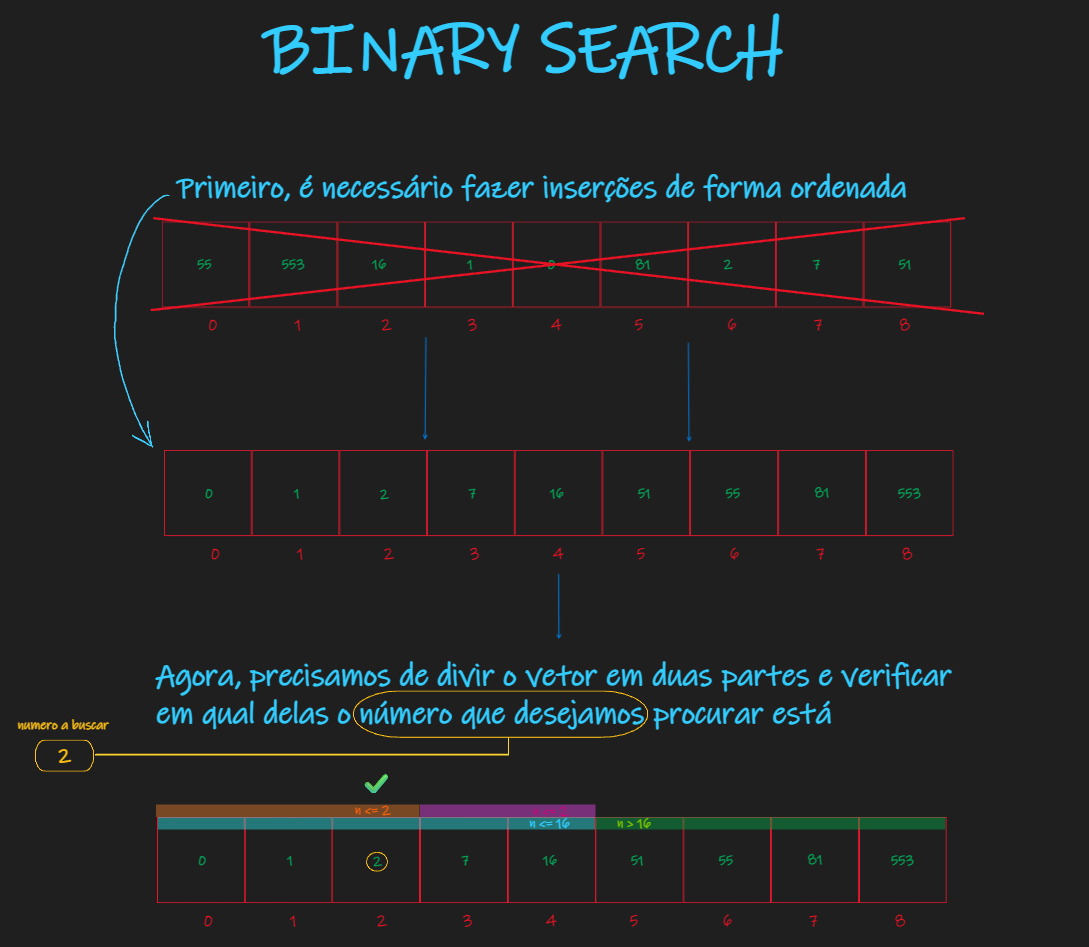 BINARY SEARCH
Primeiro, é necessário fazer inserções de forma ordenada
55 553 16 1 0 81 2 7 51
0 1 2 3 4 5 6 7 8
0 1 2 7 16 51 55 81 553
0 1 2 3 4 5 6 7 8
Agora, precisamos de divir o vetor em duas partes e verificar
em qual delas o número que desejamos procurar está
numero a buscar
2
n <= 2
n <= 16 n > 16
0 1 2 7 16 51 55 81 553
0 1 2 3 4 5 6 7 8